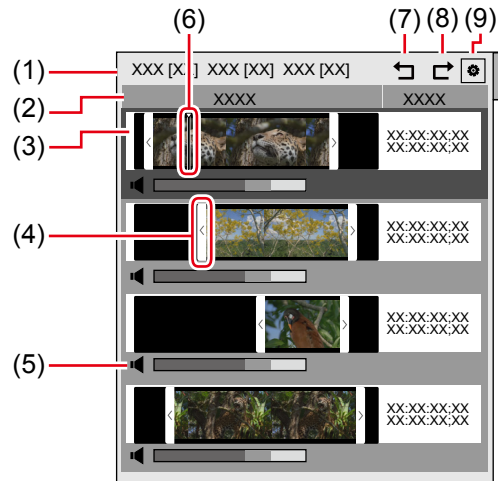 (6) (7) (8) (9)
(1) XXX [XX] XXX [XX] XXX [XX]
(2) XXXX XXXX
(3) XX:XX:XX;XX
XX:XX:XX;XX
(4) XX:XX:XX;XX
XX:XX:XX;XX
XX:XX:XX;XX
XX:XX:XX;XX
(5)
XX:XX:XX;XX
XX:XX:XX;XX